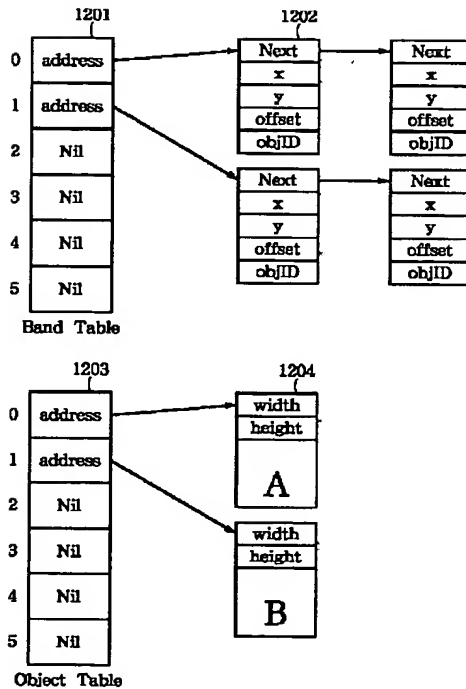 1201
0 address
1 address
2 Nil
3 Nil
4 Nil
5 Nil
Band Table
1202
Next
x
y
offset
objID
Next
x
y
offset
objID
Next
x
y
offset
objID
Next
x
y
offset
objID
1203
0 address
1 address
2 Nil
3 Nil
4 Nil
5 Nil
Object Table
1204
width
height
A
width
height
B